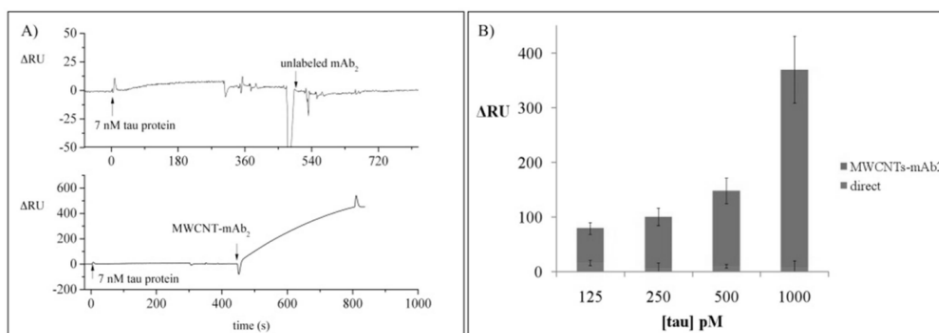 A)
ΔRU
50
25
0
-25
-50
unlabeled mAb₂
7 nM tau protein
0 180 360 540 720
ΔRU
600
400
200
0
-200
MWCNT-mAb₂
7 nM tau protein
0 200 400 600 800 1000
time (s)
B)
ΔRU
400
300
200
100
0
MWCNTs-mAb2
direct
125 250 500 1000
[tau] pM